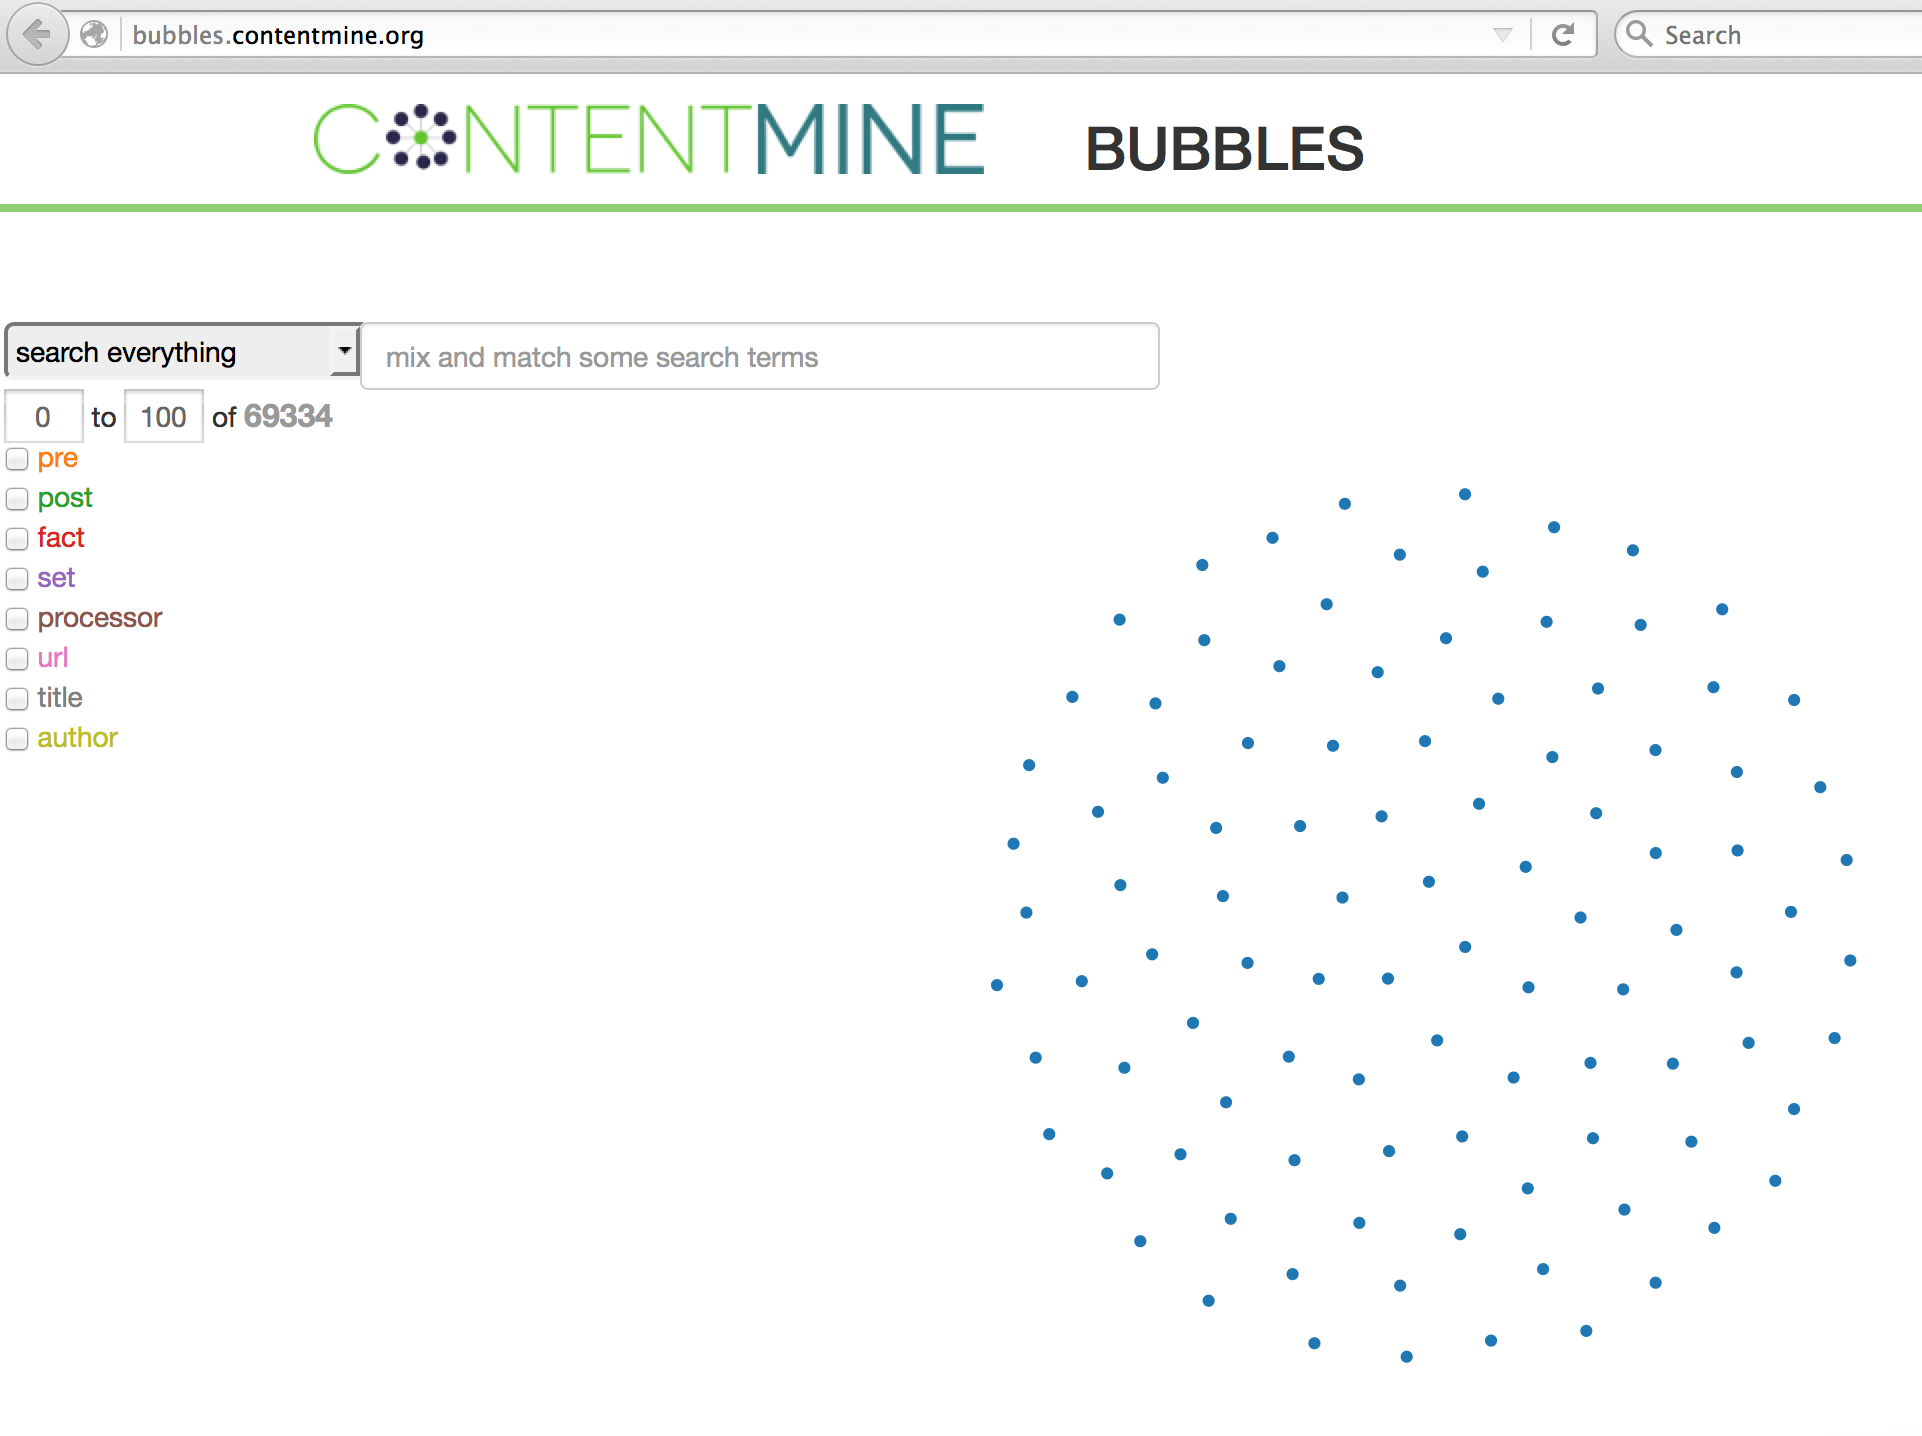 bubbles.contentmine.org Search
CONTENTMINE BUBBLES
search everything mix and match some search terms
0 to 100 of 69334
pre
post
fact
set
processor
url
title
author